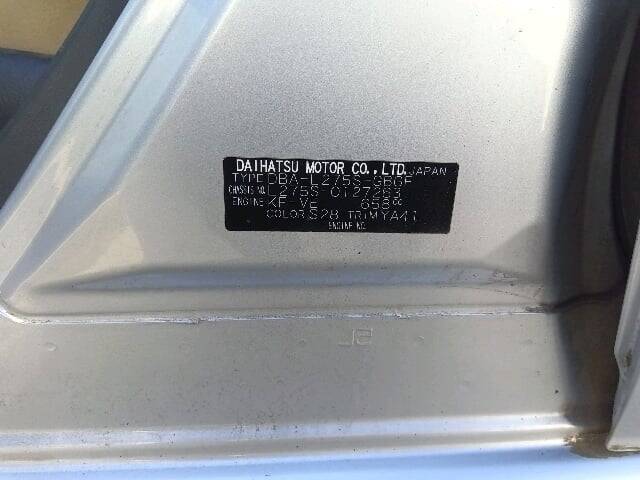 DAIHATSU MOTOR CO.,LTD. JAPAN
TYPE DBA-L275S-GBGF
CHASSIS NO. L275S-0127263
ENGINE KF-VE 658cc
COLOR S28 TRIM YA41
ENGINE NO.